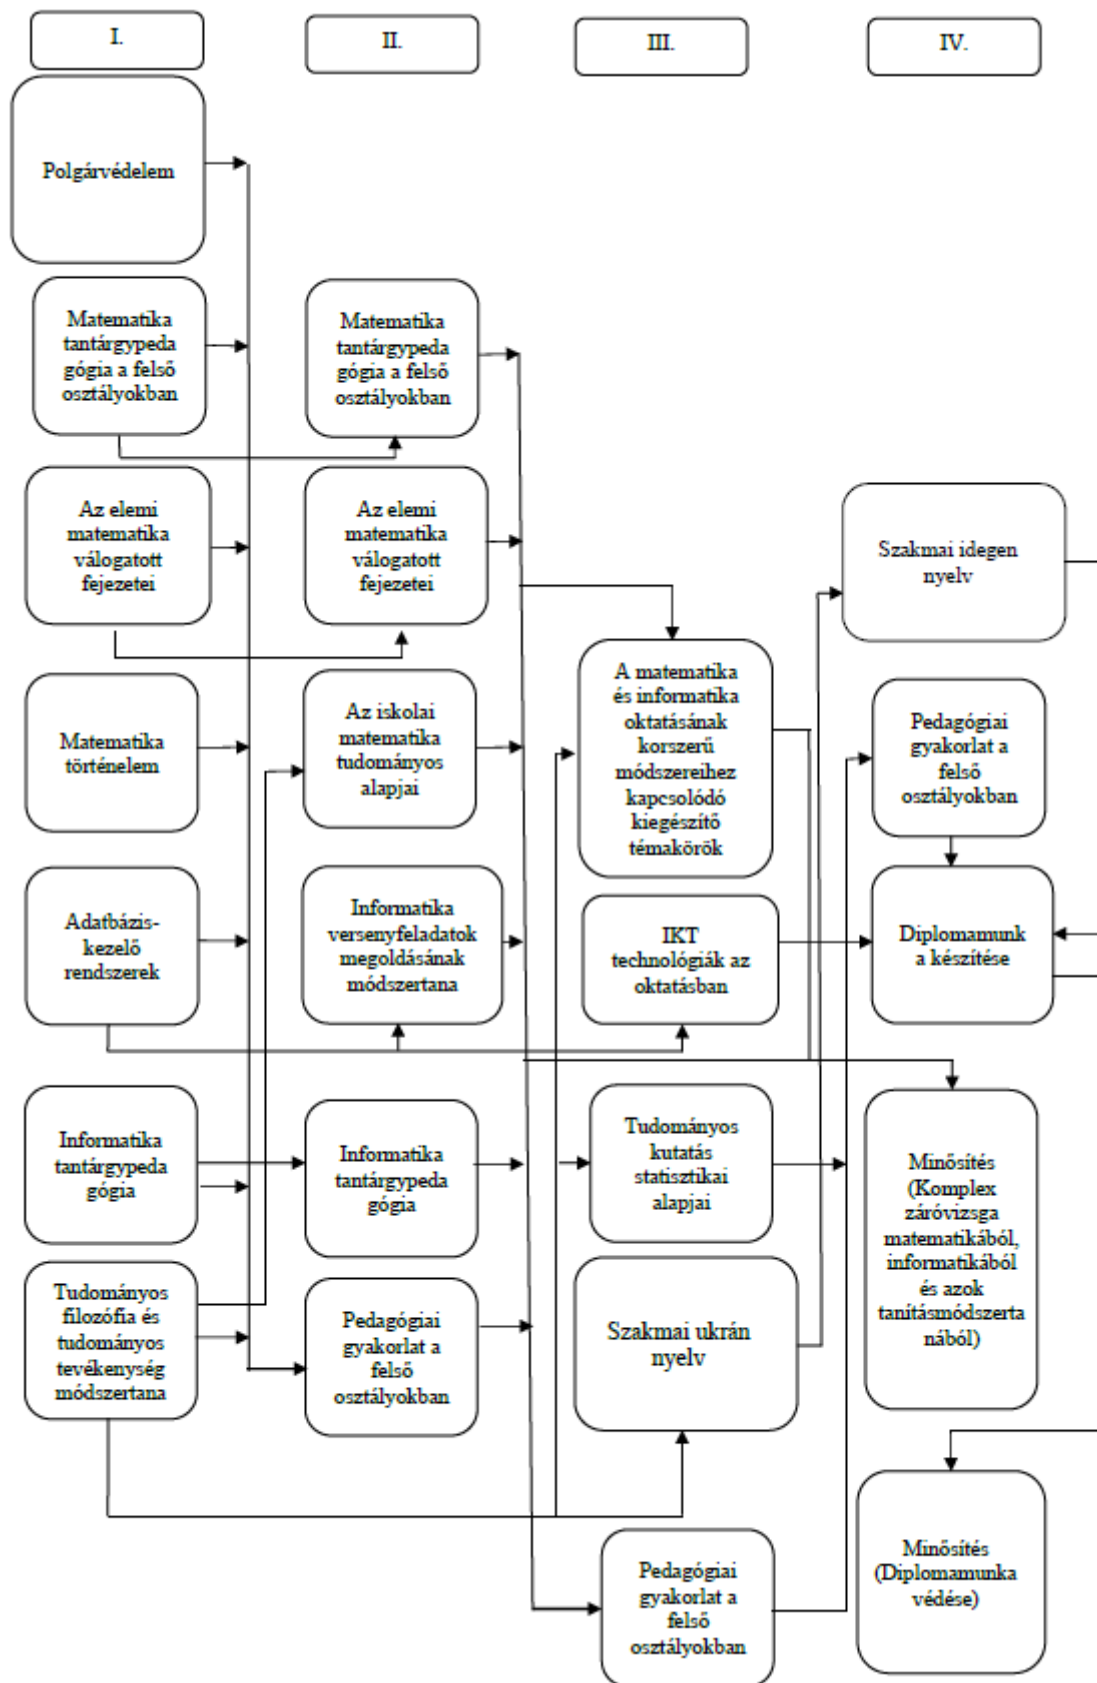 I.
II.
III.
IV.
Polgárvédelem
Matematika
tantárgypeda
gógia a felső
osztályokban
Az elemi
matematika
válogatott
fejezetei
Matematika
történelem
Adatbázis-
kezelő
rendszerek
Informatika
tantárgypeda
gógia
Tudományos
filozófia és
tudományos
tevékenység
módszertana
Matematika
tantárgypeda
gógia a felső
osztályokban
Az elemi
matematika
válogatott
fejezetei
Az iskolai
matematika
tudományos
alapjai
Informatika
versenyfeladatok
megoldásának
módszertana
Informatika
tantárgypeda
gógia
Pedagógiai
gyakorlat a
felső
osztályokban
A matematika
és informatika
oktatásának
korszerű
módszereihez
kapcsolódó
kiegészítő
témakörök
IKT
technológiák az
oktatásban
Tudományos
kutatás
statisztikai
alapjai
Szakmai ukrán
nyelv
Pedagógiai
gyakorlat a
felső
osztályokban
Szakmai idegen
nyelv
Pedagógiai
gyakorlat a
felső
osztályokban
Diplomamunk
a készítése
Minősítés
(Komplex
záróvizsga
matematikából,
informatikából
és azok
tanításmódszerta
nából)
Minősítés
(Diplomamunka
védése)